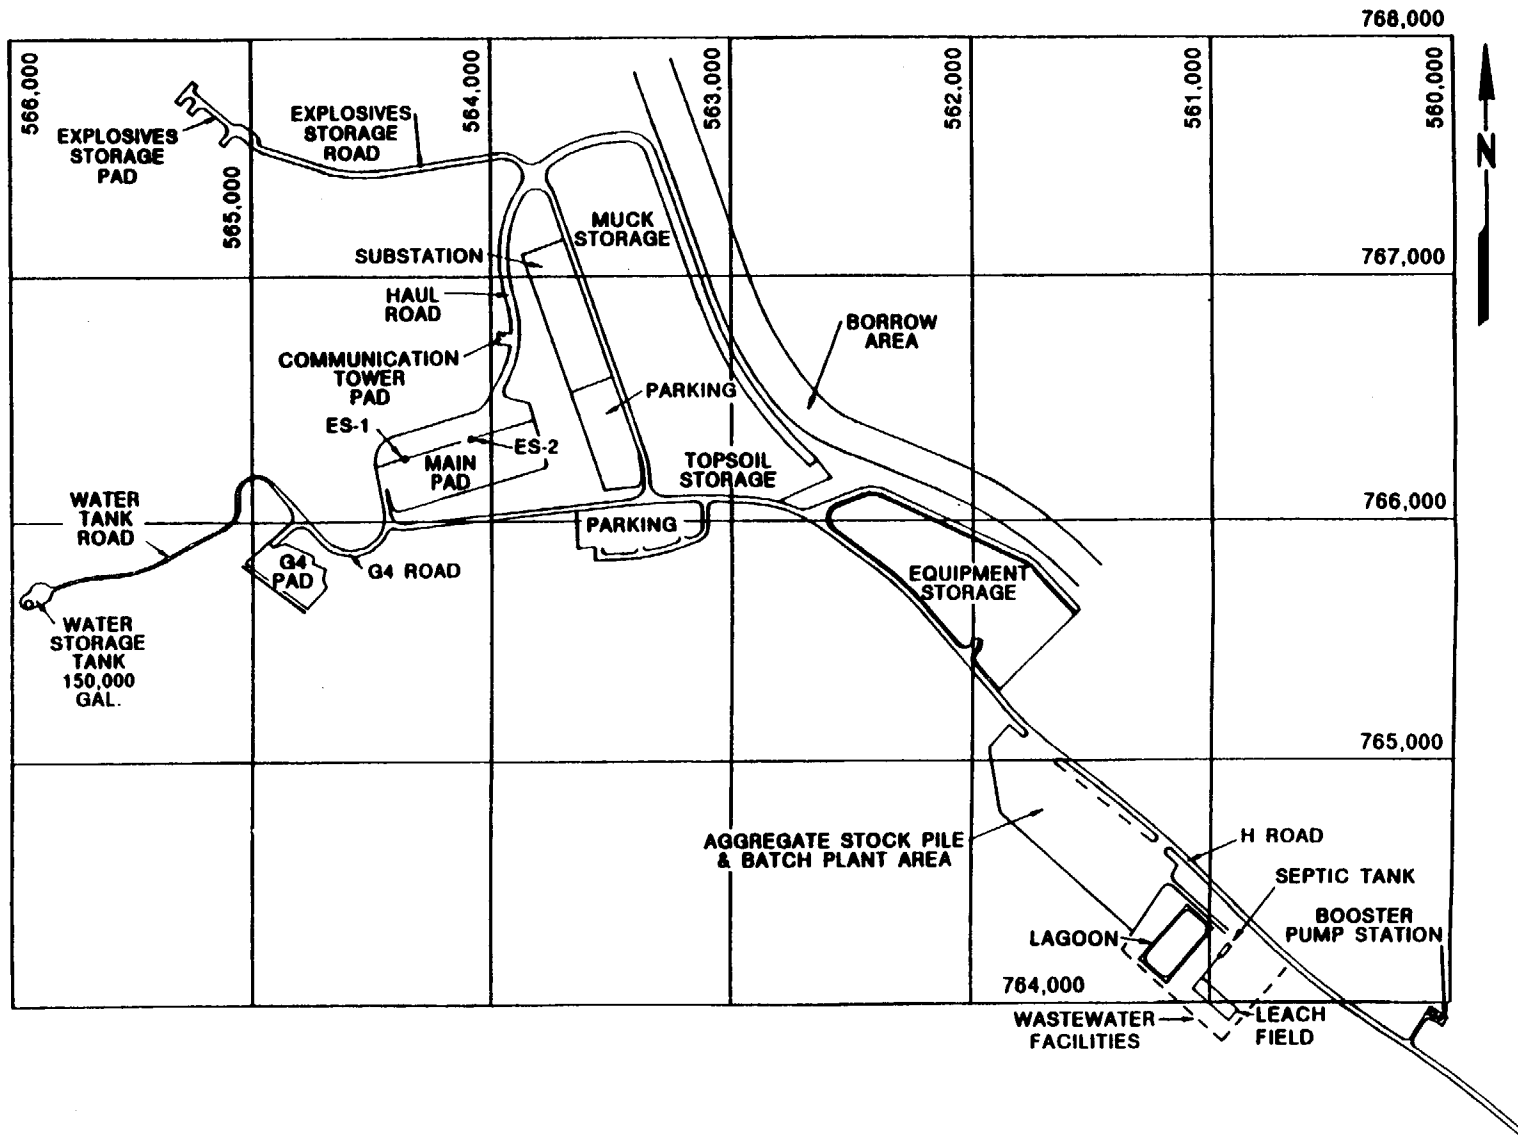 768,000
566,000
565,000
564,000
563,000
562,000
561,000
560,000
N
EXPLOSIVES
STORAGE
PAD
EXPLOSIVES
STORAGE
ROAD
MUCK
STORAGE
SUBSTATION
767,000
HAUL
ROAD
BORROW
AREA
COMMUNICATION
TOWER
PAD
PARKING
ES-1
ES-2
MAIN
PAD
TOPSOIL
STORAGE
766,000
WATER
TANK
ROAD
PARKING
G4
PAD
G4 ROAD
EQUIPMENT
STORAGE
WATER
STORAGE
TANK
150,000
GAL.
765,000
AGGREGATE STOCK PILE
& BATCH PLANT AREA
H ROAD
SEPTIC TANK
BOOSTER
PUMP STATION
LAGOON
764,000
WASTEWATER
FACILITIES
LEACH
FIELD